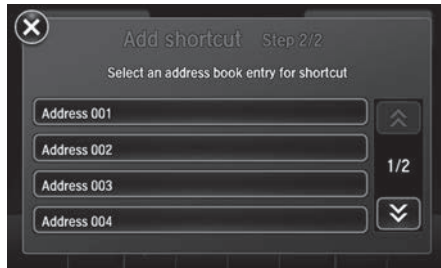 Add shortcut Step 2/2
Select an address book entry for shortcut
Address 001
Address 002
1/2
Address 003
Address 004